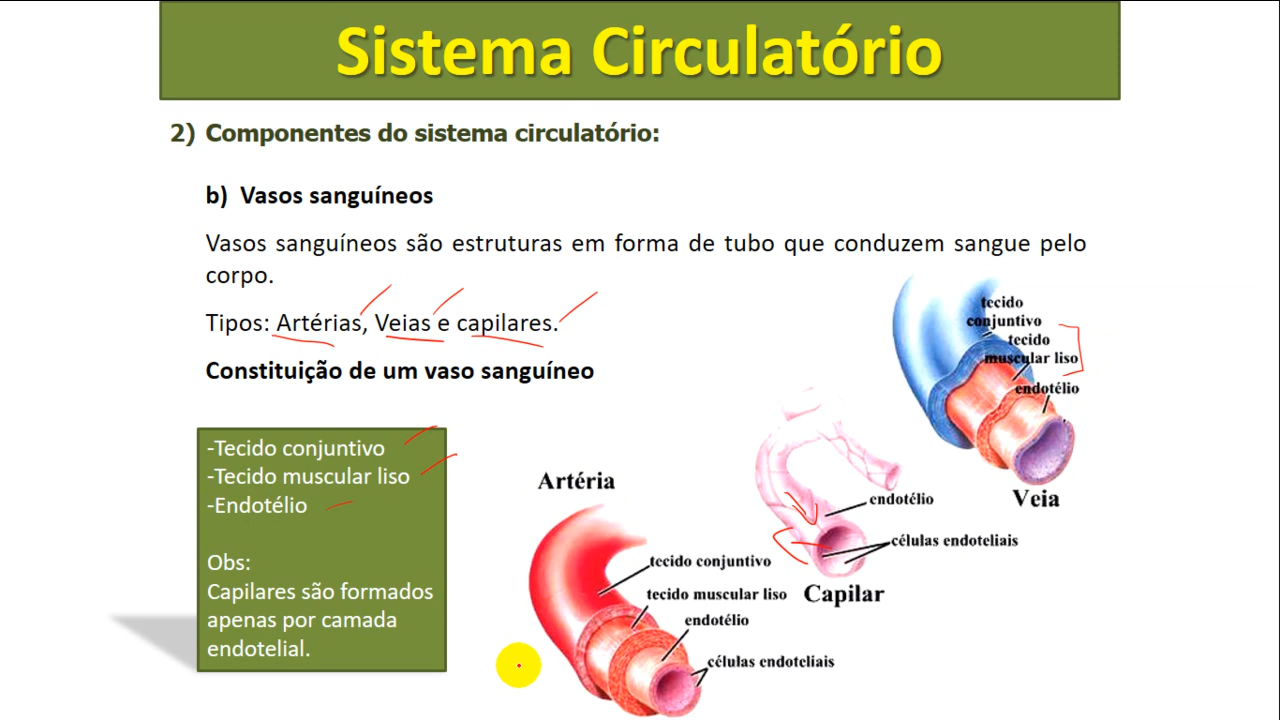 Sistema Circulatório
2) Componentes do sistema circulatório:
b) Vasos sanguíneos
Vasos sanguíneos são estruturas em forma de tubo que conduzem sangue pelo
corpo.
Tipos: Artérias, Veias e capilares.
Constituição de um vaso sanguíneo
-Tecido conjuntivo
-Tecido muscular liso
-Endotélio
Obs:
Capilares são formados
apenas por camada
endotelial.
Artéria
tecido conjuntivo
tecido muscular liso
endotélio
células endoteliais
endotélio
células endoteliais
Capilar
tecido
conjuntivo
tecido
muscular liso
endotélio
Veia